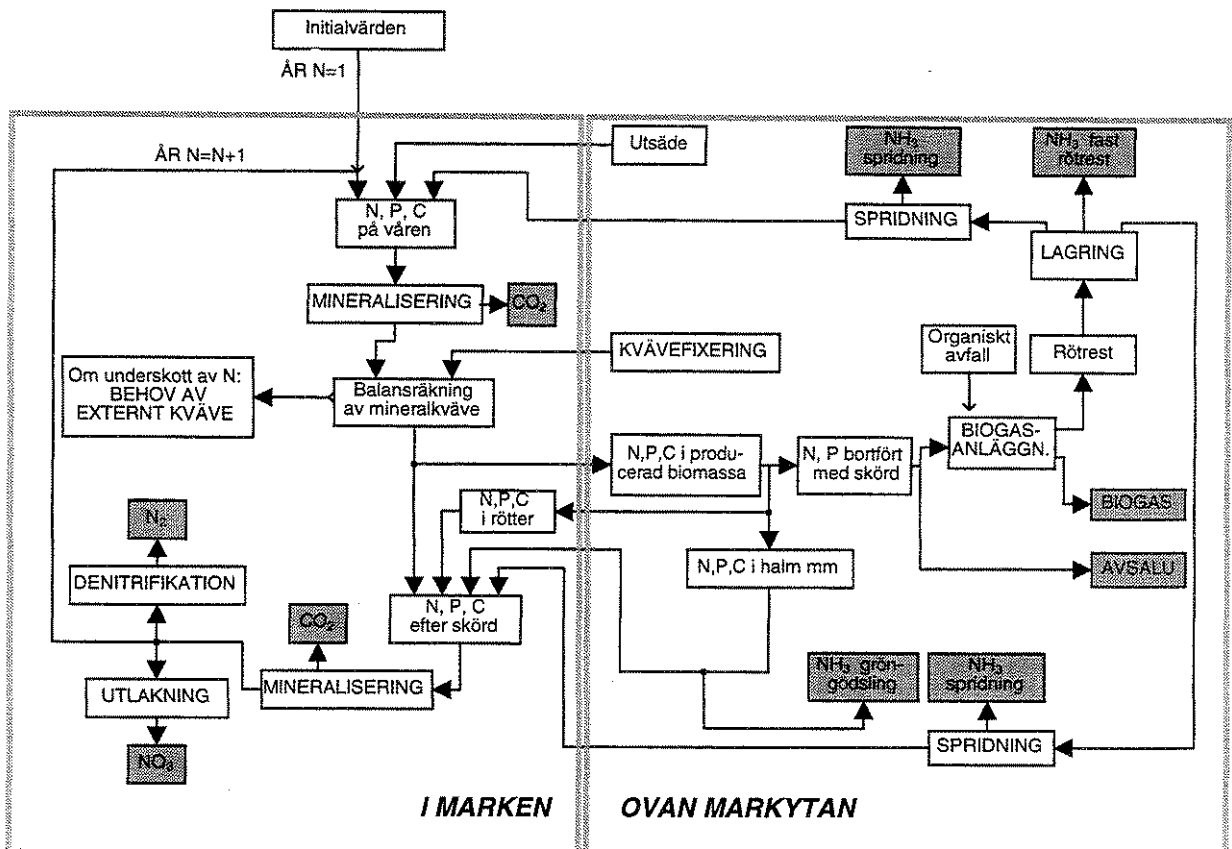 Initialvärden
ÅR N=1
ÅR N=N+1
Utsäde
NH₃
spridning
NH₃ fast
rötrest
N, P, C
på våren
SPRIDNING
LAGRING
MINERALISERING
CO₂
KVÄVEFIXERING
Organiskt
avfall
Rötrest
Om underskott av N:
BEHOV AV
EXTERNT KVÄVE
Balansräkning
av mineralkväve
BIOGAS-
ANLÄGGN.
N,P,C i produ-
cerad biomassa
N, P bortfört
med skörd
N,P,C
i rötter
BIOGAS
N₂
N,P,C i halm mm
AVSALU
DENITRIFIKATION
N, P, C
efter skörd
CO₂
UTLAKNING
MINERALISERING
NH₃ grön-
gödsling
NH₃
spridning
SPRIDNING
NO₃
I MARKEN
OVAN MARKYTAN